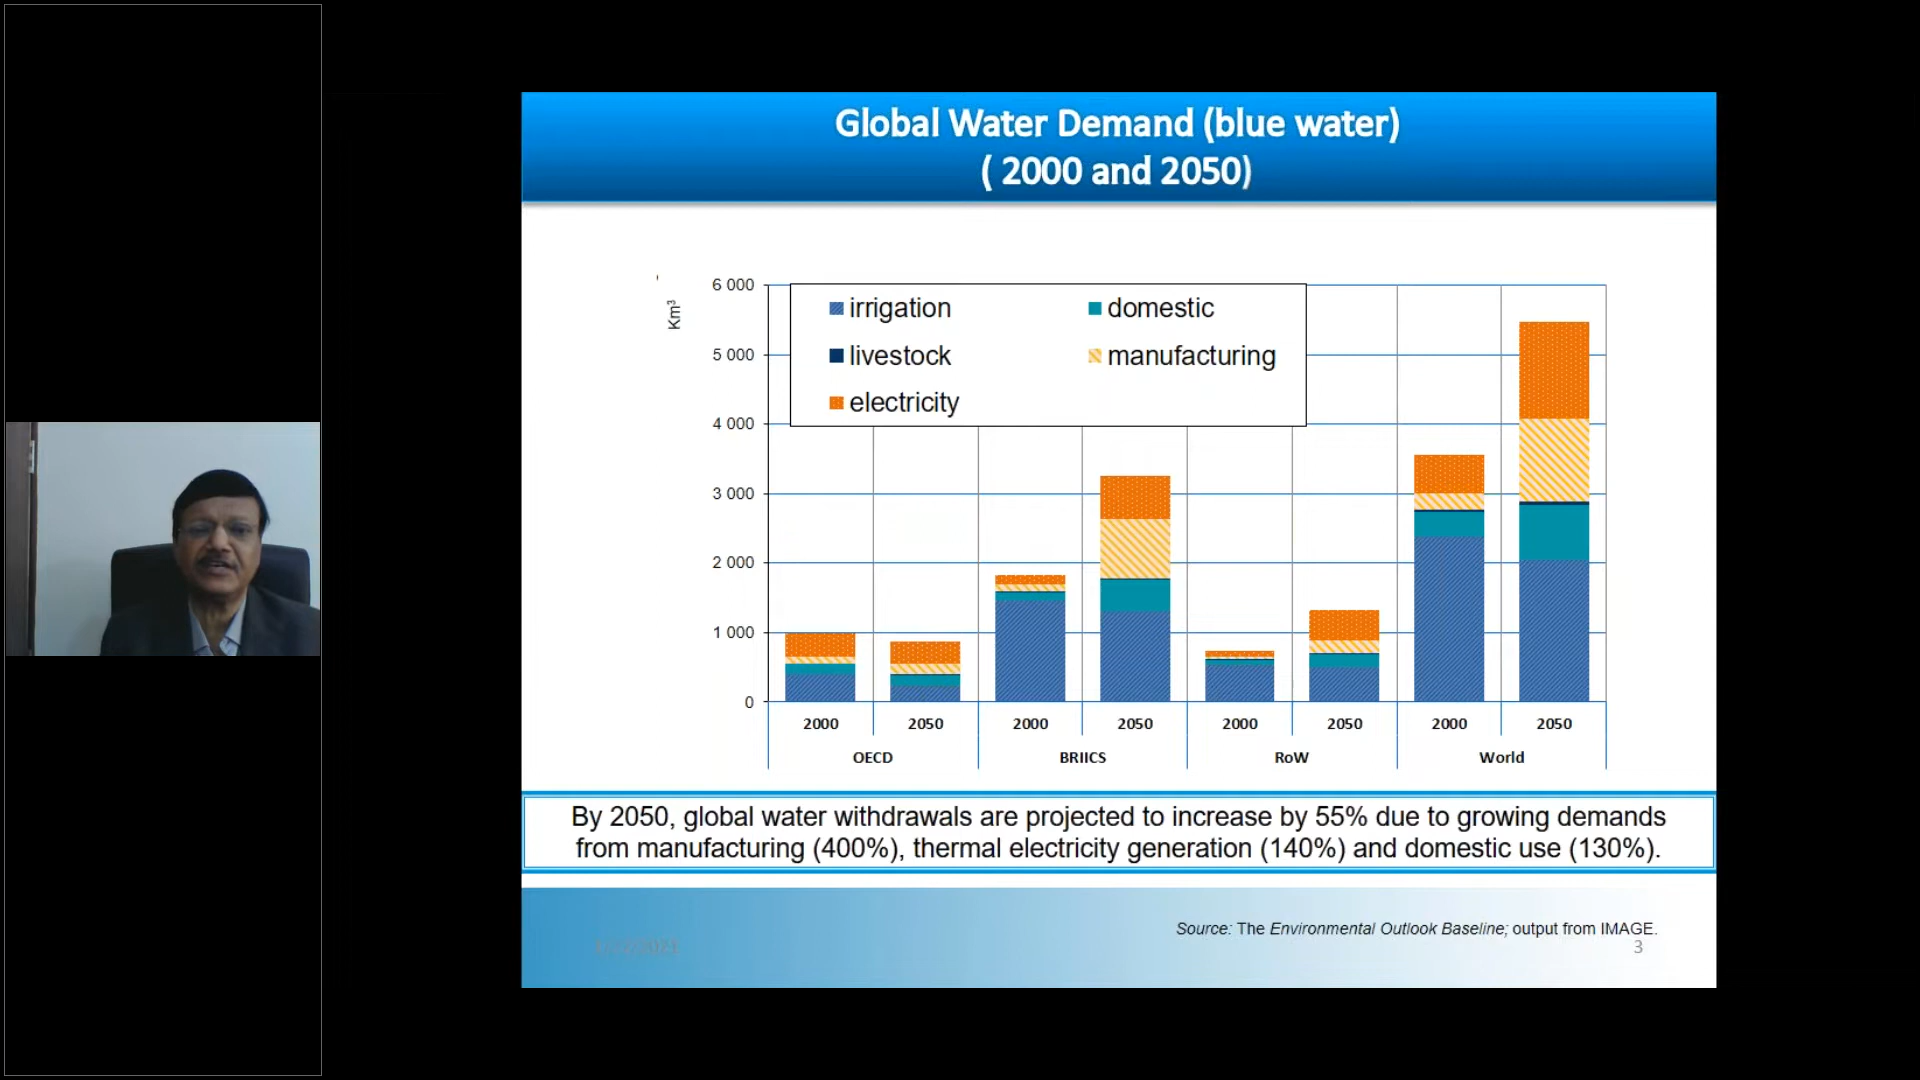 Global Water Demand (blue water)
( 2000 and 2050)
Km³
6 000
5 000
4 000
3 000
2 000
1 000
0
irrigation
domestic
livestock
manufacturing
electricity
2000 2050 2000 2050 2000 2050 2000 2050
OECD BRIICS RoW World
By 2050, global water withdrawals are projected to increase by 55% due to growing demands
from manufacturing (400%), thermal electricity generation (140%) and domestic use (130%).
Source: The Environmental Outlook Baseline; output from IMAGE.
3